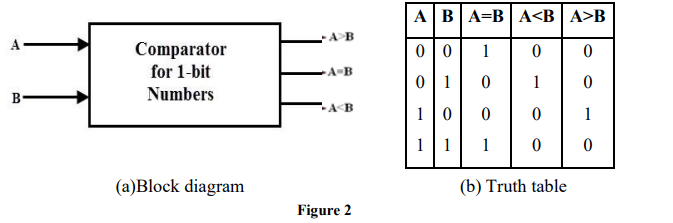 A
B
Comparator
for 1-bit
Numbers
A>B
A=B
A<B
(a)Block diagram
A B A=B A<B A>B
0 0 1 0 0
0 1 0 1 0
1 0 0 0 1
1 1 1 0 0
(b) Truth table
Figure 2